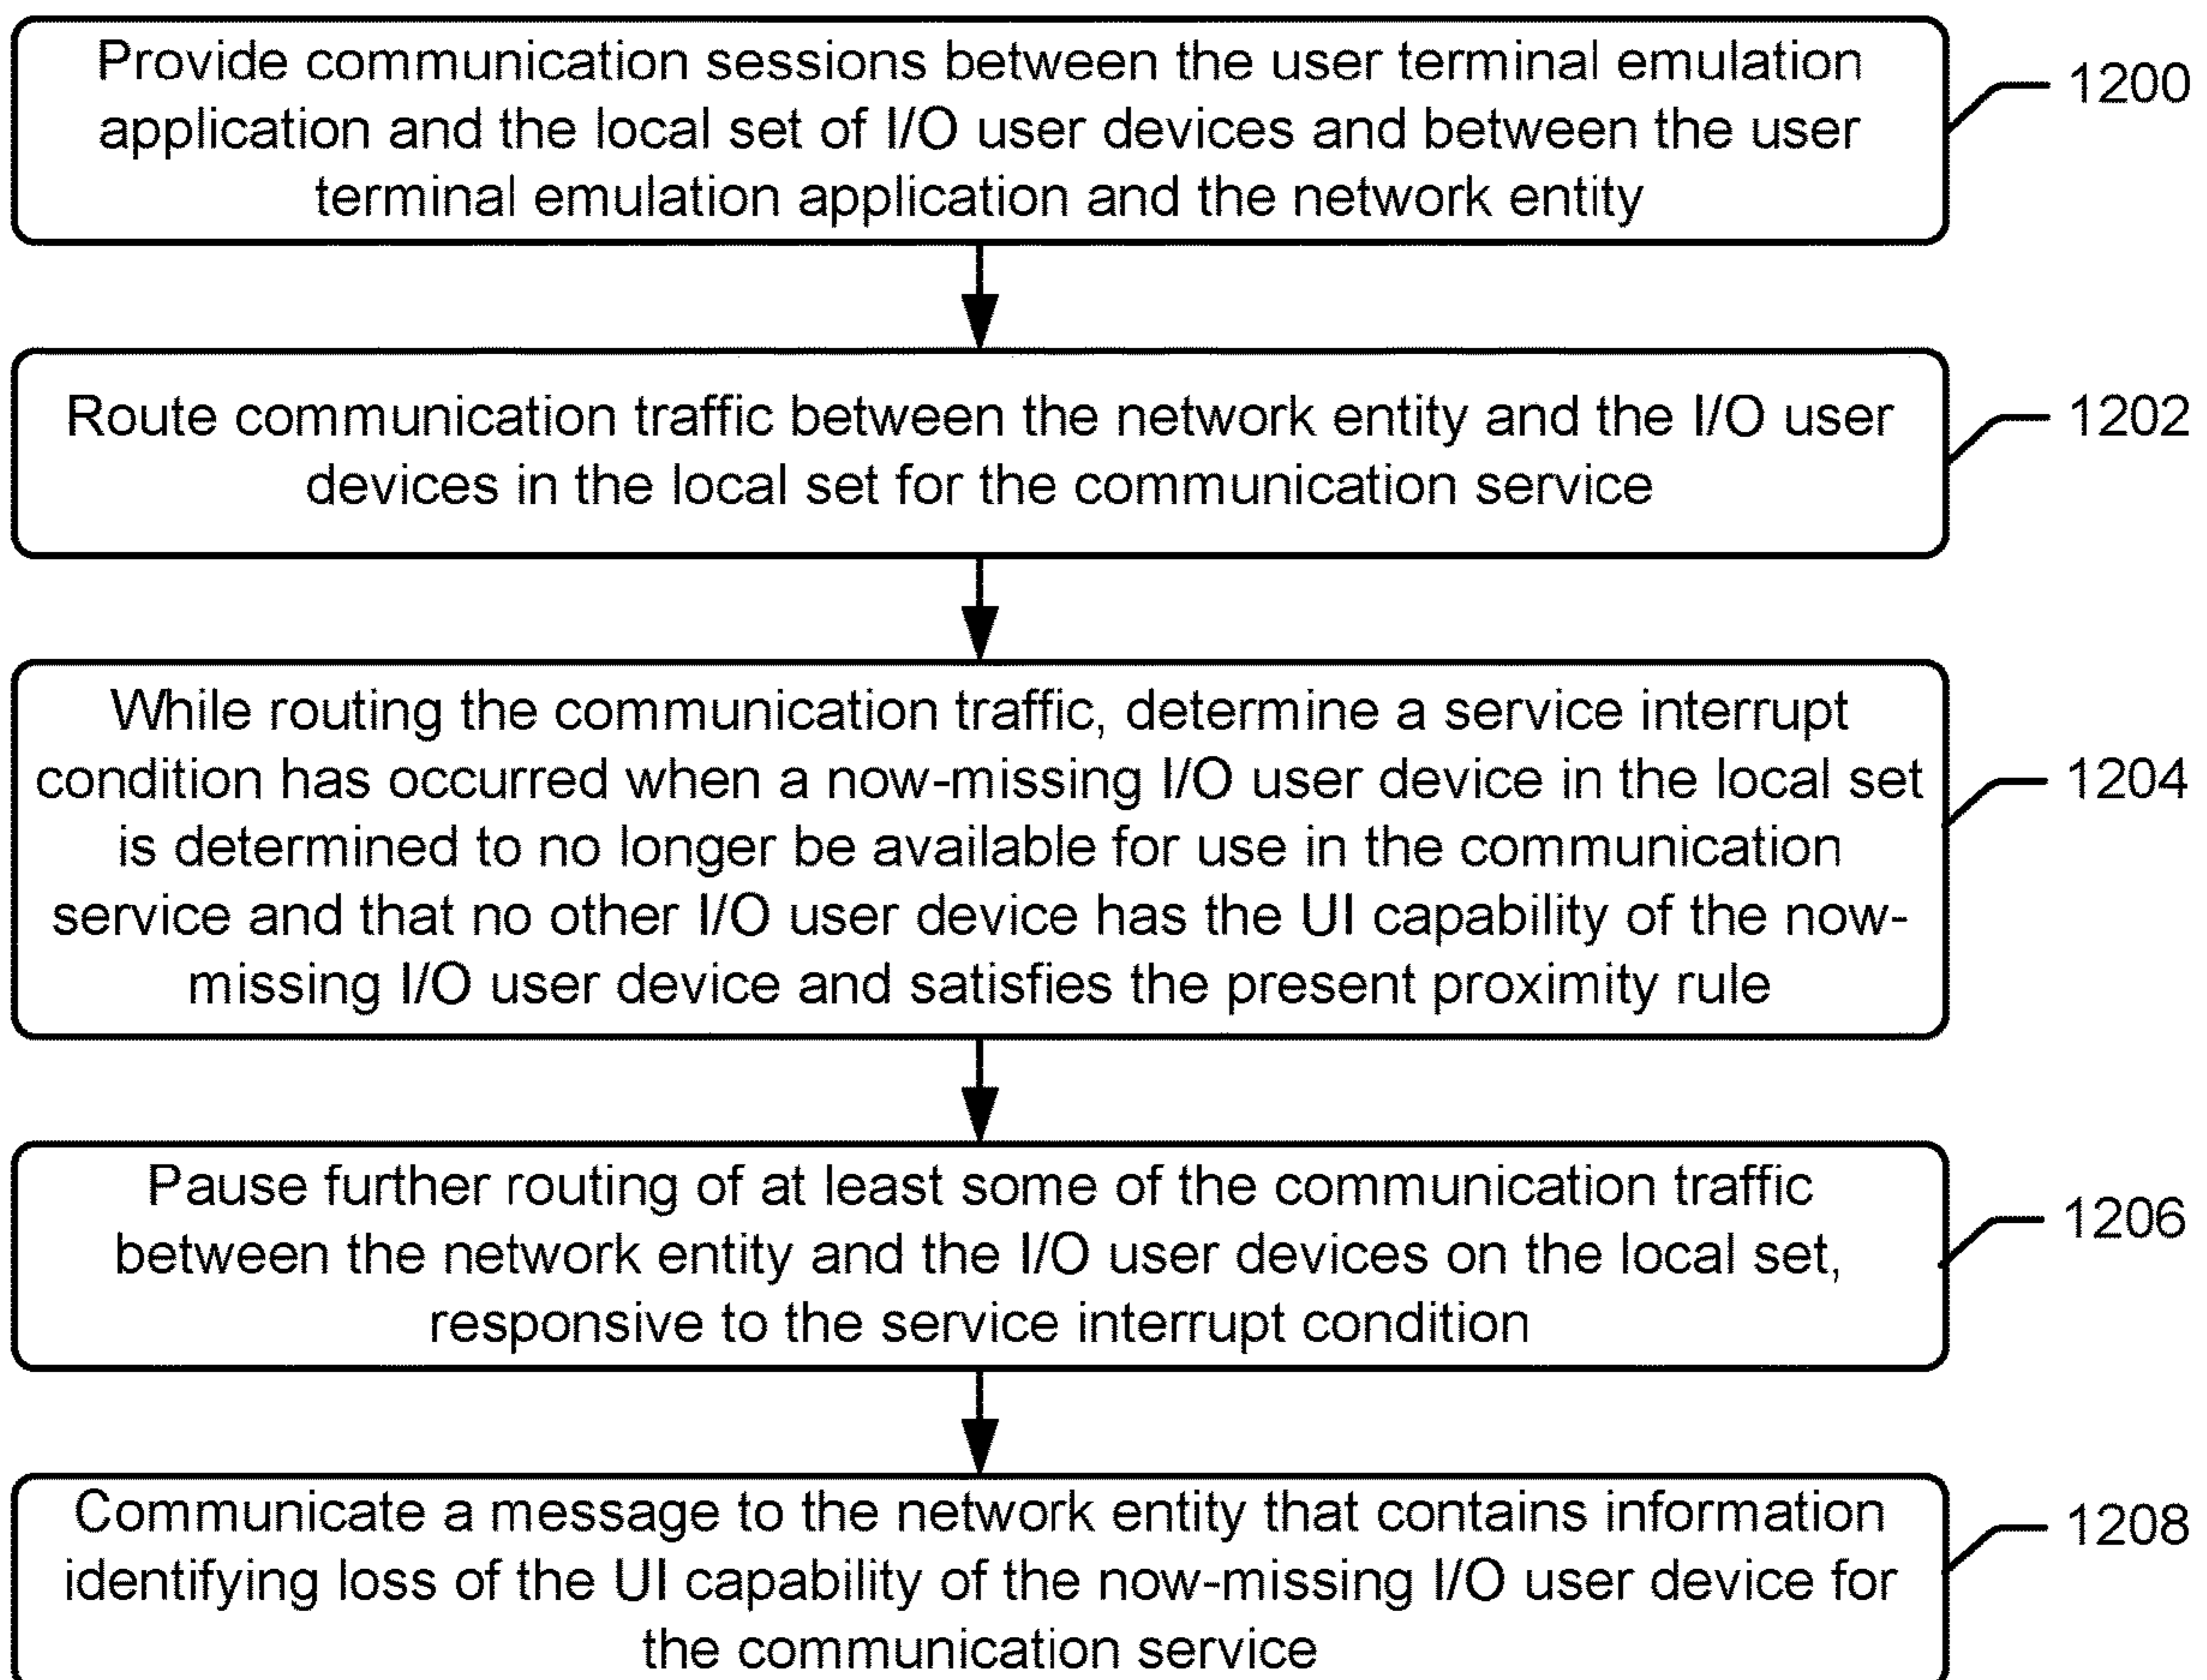 Provide communication sessions between the user terminal emulation
application and the local set of I/O user devices and between the user
terminal emulation application and the network entity
1200
Route communication traffic between the network entity and the I/O user
devices in the local set for the communication service
1202
While routing the communication traffic, determine a service interrupt
condition has occurred when a now-missing I/O user device in the local set
is determined to no longer be available for use in the communication
service and that no other I/O user device has the UI capability of the now-
missing I/O user device and satisfies the present proximity rule
1204
Pause further routing of at least some of the communication traffic
between the network entity and the I/O user devices on the local set,
responsive to the service interrupt condition
1206
Communicate a message to the network entity that contains information
identifying loss of the UI capability of the now-missing I/O user device for
the communication service
1208